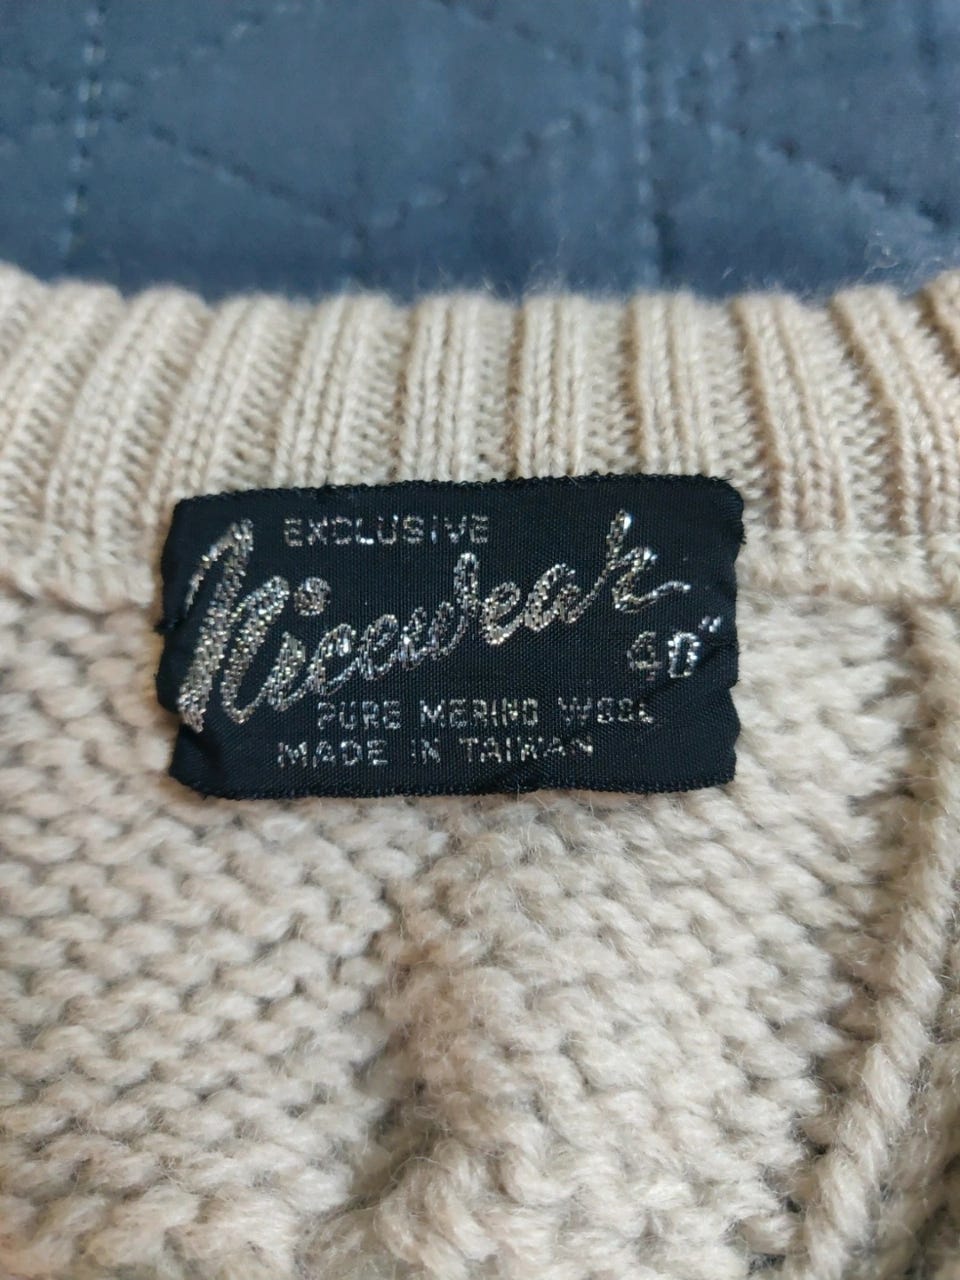 EXCLUSIVE
Nicewear
40"
PURE MERINO WOOL
MADE IN TAIWAN